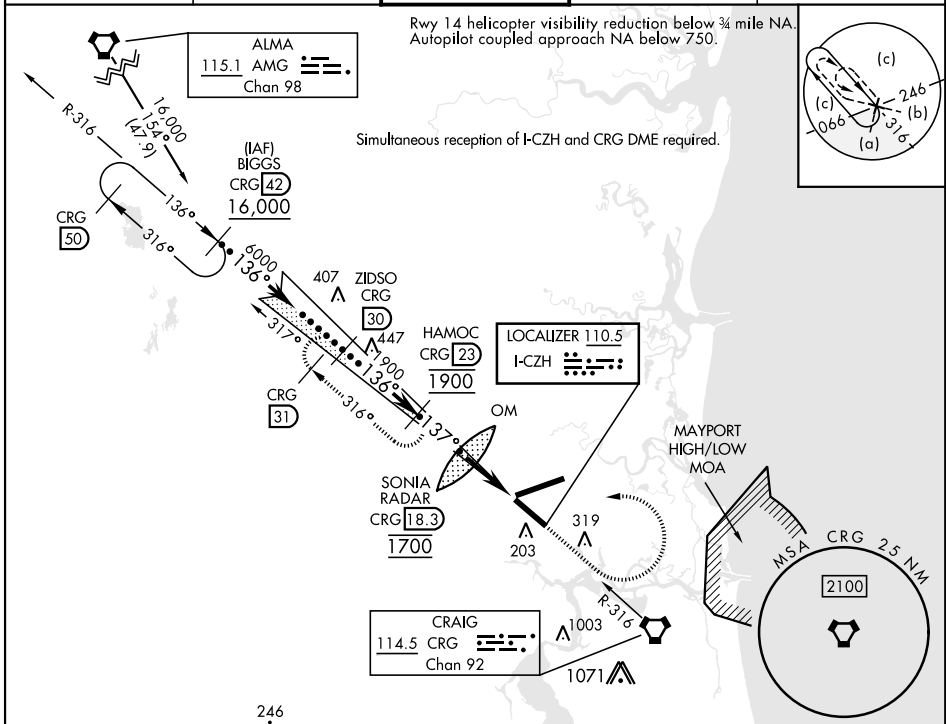 Rwy 14 helicopter visibility reduction below ¾ mile NA.
Autopilot coupled approach NA below 750.
ALMA
115.1 AMG
Chan 98
(c)
(c)
246
(b)
066
316
(a)
R-316
16,000
154°
(47.9)
Simultaneous reception of I-CZH and CRG DME required.
(IAF)
BIGGS
CRG 42
16,000
136°
316°
CRG
50
6000
136°
407
ZIDSO
CRG
30
447
317°
1900
136°
HAMOC
CRG 23
1900
LOCALIZER 110.5
I-CZH
CRG
31
316°
137°
OM
MAYPORT
HIGH/LOW
MOA
SONIA
RADAR
CRG 18.3
1700
203
319
MSA CRG 25 NM
2100
R-316
CRAIG
114.5 CRG
Chan 92
1003
1071
246